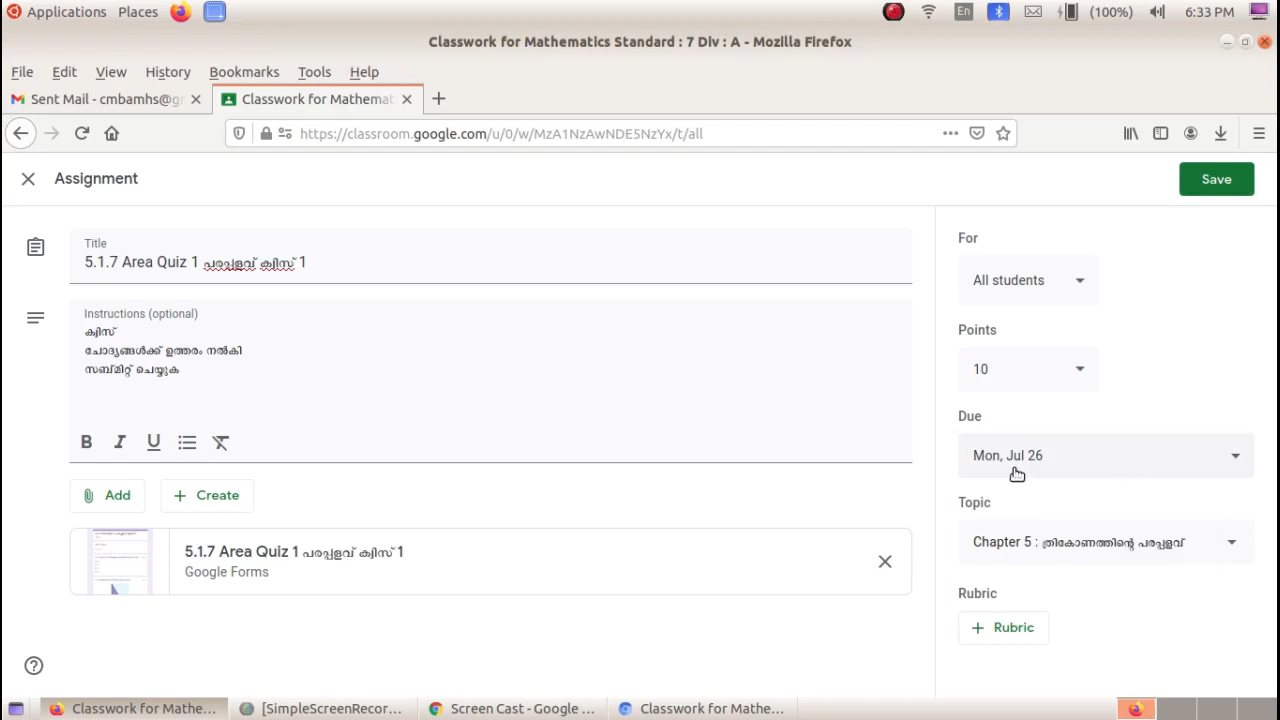 Applications Places En (100%) 6:33 PM
Classwork for Mathematics Standard : 7 Div : A - Mozilla Firefox
File Edit View History Bookmarks Tools Help
Sent Mail - cmbamhs@g Classwork for Mathemat
https://classroom.google.com/u/0/w/MzA1NzAwNDE5NzYx/t/all
Assignment
Save
Title
5.1.7 Area Quiz 1 പരപ്പളവ് ക്വിസ് 1
Instructions (optional)
ക്വിസ്
ചോദ്യങ്ങൾക്ക് ഉത്തരം നൽകി
സബ്മിറ്റ് ചെയ്യുക
B I U
Add Create
5.1.7 Area Quiz 1 പരപ്പളവ് ക്വിസ് 1
Google Forms
For
All students
Points
10
Due
Mon, Jul 26
Topic
Chapter 5 : ത്രികോണത്തിന്റെ പരപ്പളവ്
Rubric
Rubric
Classwork for Mathe... [SimpleScreenRecor... Screen Cast - Google ... Classwork for Mathe...